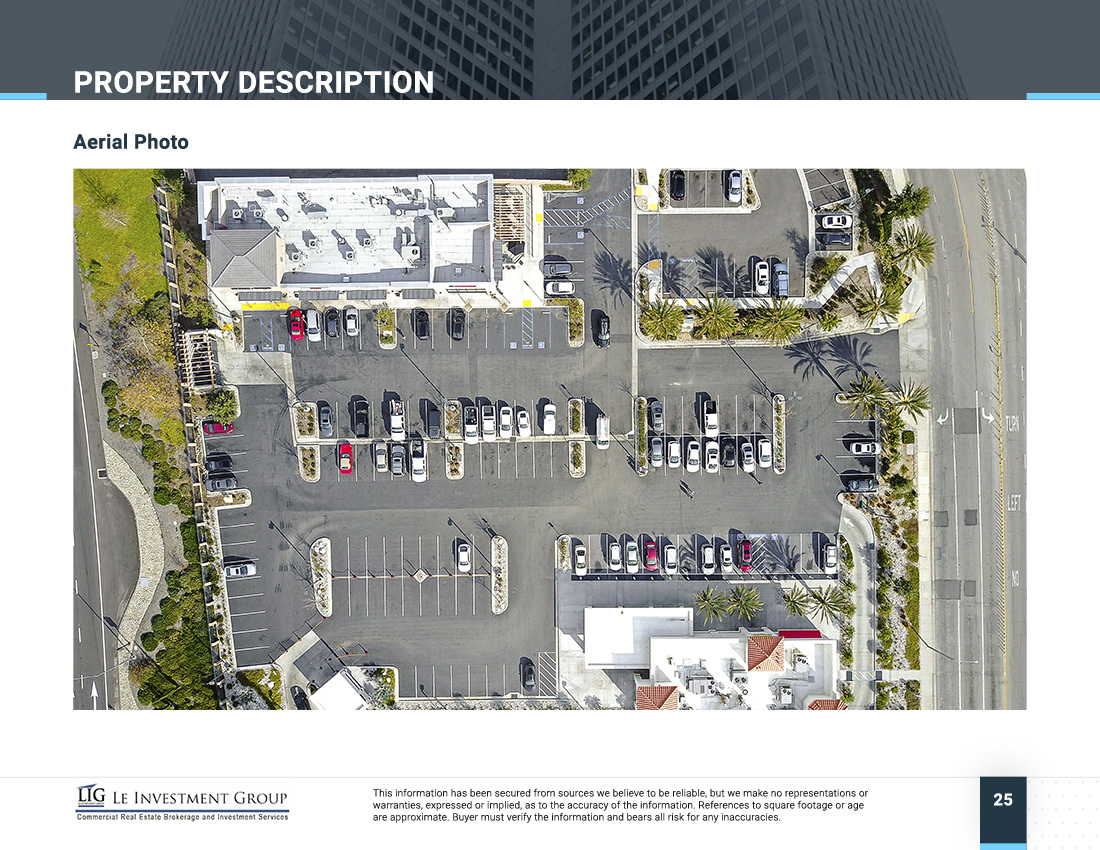 PROPERTY DESCRIPTION
Aerial Photo
TURN
LEFT
NO
LIG LE INVESTMENT GROUP
Commercial Real Estate Brokerage and Investment Services
This information has been secured from sources we believe to be reliable, but we make no representations or
warranties, expressed or implied, as to the accuracy of the information. References to square footage or age
are approximate. Buyer must verify the information and bears all risk for any inaccuracies.
25